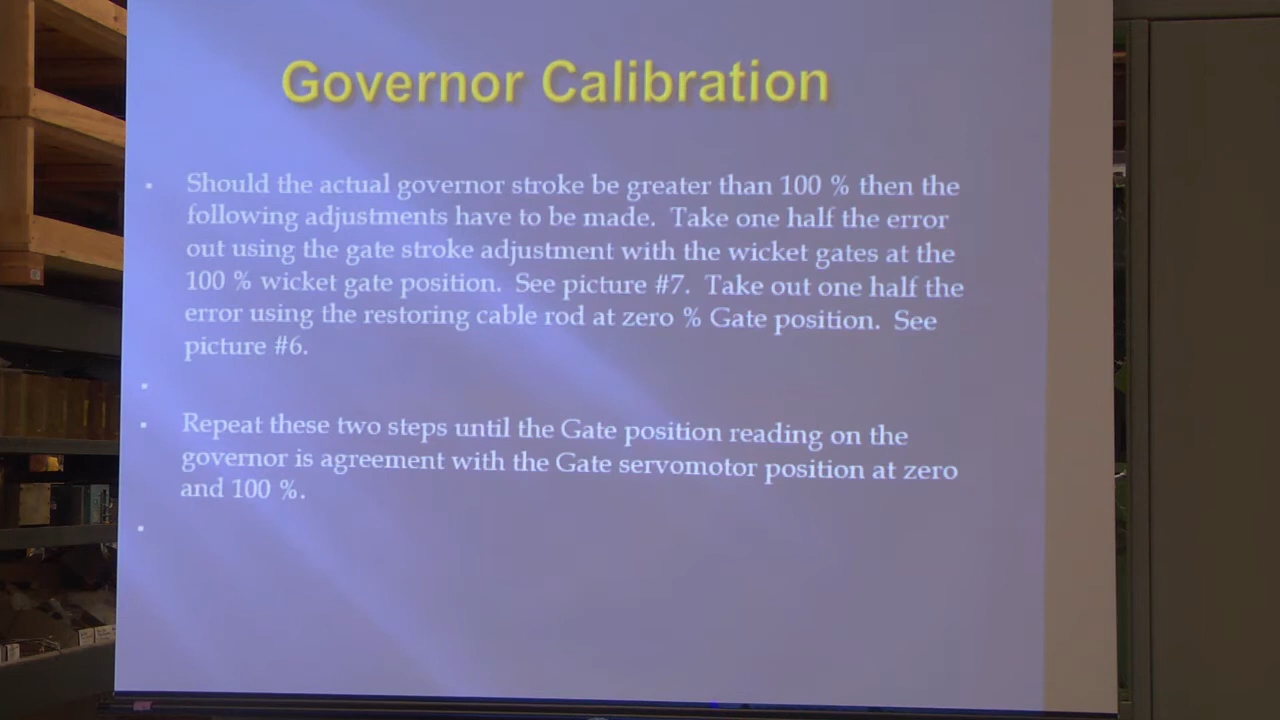 Governor Calibration
Should the actual governor stroke be greater than 100 % then the
following adjustments have to be made. Take one half the error
out using the gate stroke adjustment with the wicket gates at the
100 % wicket gate position. See picture #7. Take out one half the
error using the restoring cable rod at zero % Gate position. See
picture #6.
Repeat these two steps until the Gate position reading on the
governor is agreement with the Gate servomotor position at zero
and 100 %.